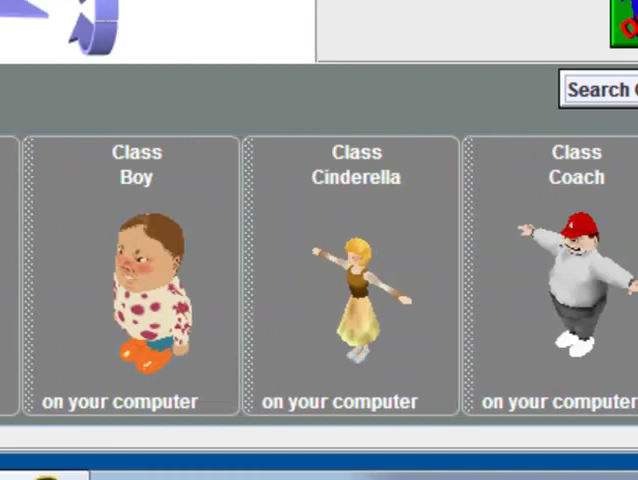 Search
Class
Boy
Class
Cinderella
Class
Coach
on your computer
on your computer
on your computer